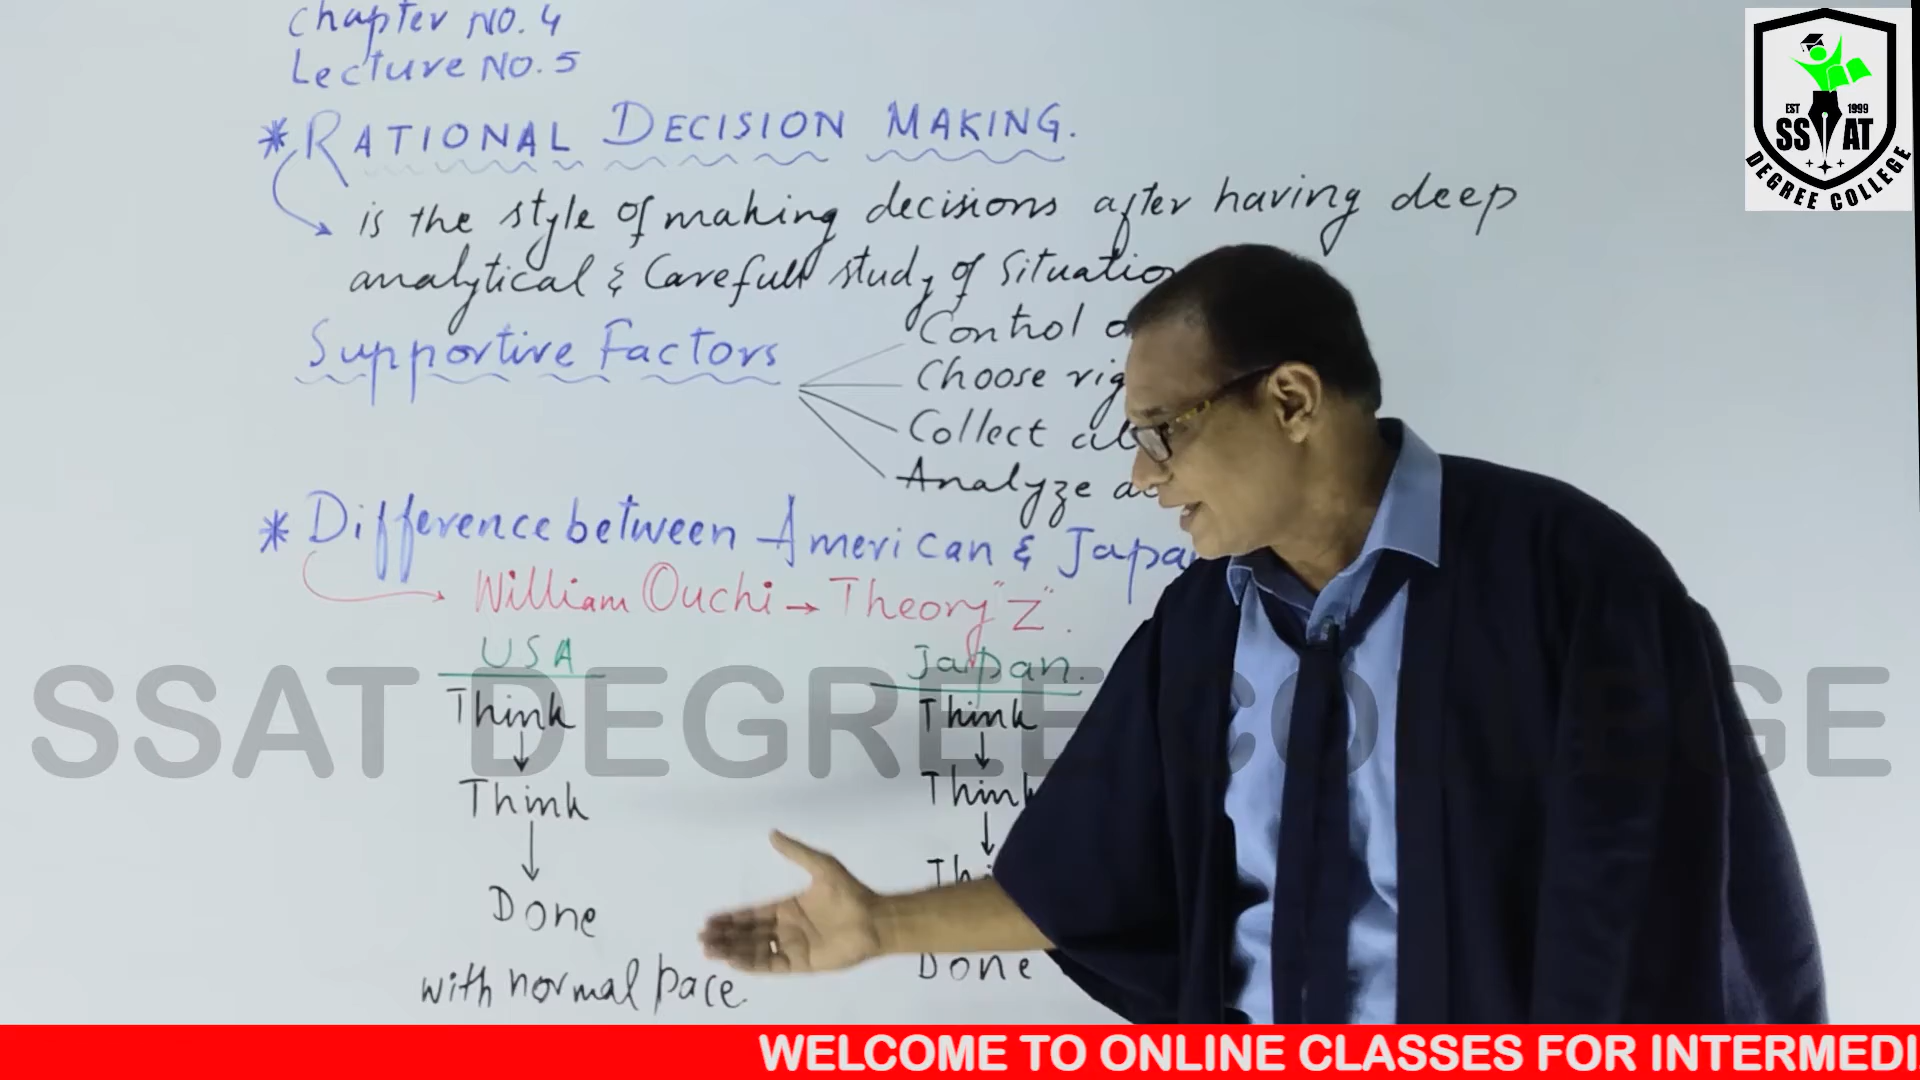 Chapter NO. 4
Lecture NO. 5
* RATIONAL DECISION MAKING.
is the style of making decisions after having deep
analytical & Carefull study of Situatio
Supportive Factors
Control
Choose rig
Collect
Analyze
* Difference between American & Japa
William Ouchi → Theory "Z".
USA
Think
Think
Done
with normal pace.
Japan.
Think
Think
Thi
Done
EST 1999
SSAT
DEGREE COLLEGE
SSAT DEGREE COLLEGE
WELCOME TO ONLINE CLASSES FOR INTERMEDI